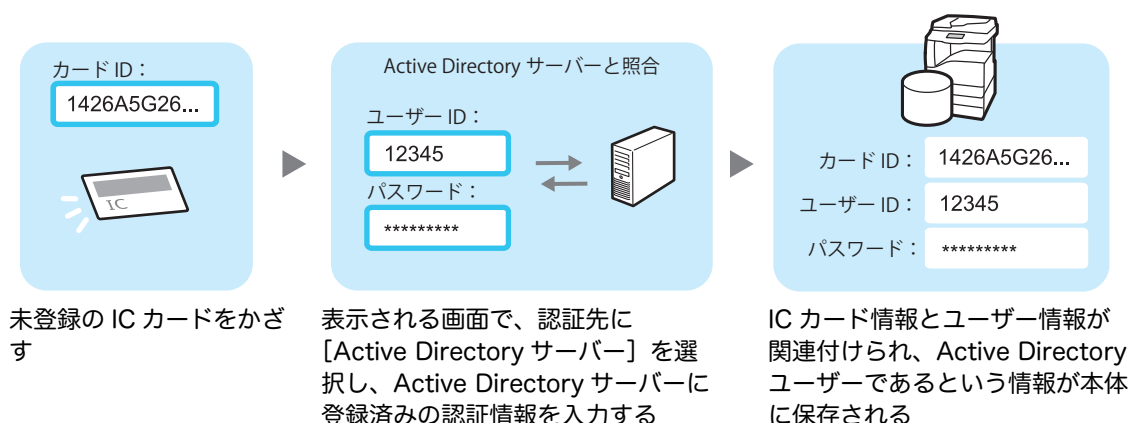 カード ID：
1426A5G26...
IC
未登録の IC カードをかざ
す
Active Directory サーバーと照合
ユーザー ID：
12345
パスワード：
*********
表示される画面で、認証先に
［Active Directory サーバー］を選
択し、Active Directory サーバーに
登録済みの認証情報を入力する
カード ID： 1426A5G26...
ユーザー ID： 12345
パスワード： *********
IC カード情報とユーザー情報が
関連付けられ、Active Directory
ユーザーであるという情報が本体
に保存される